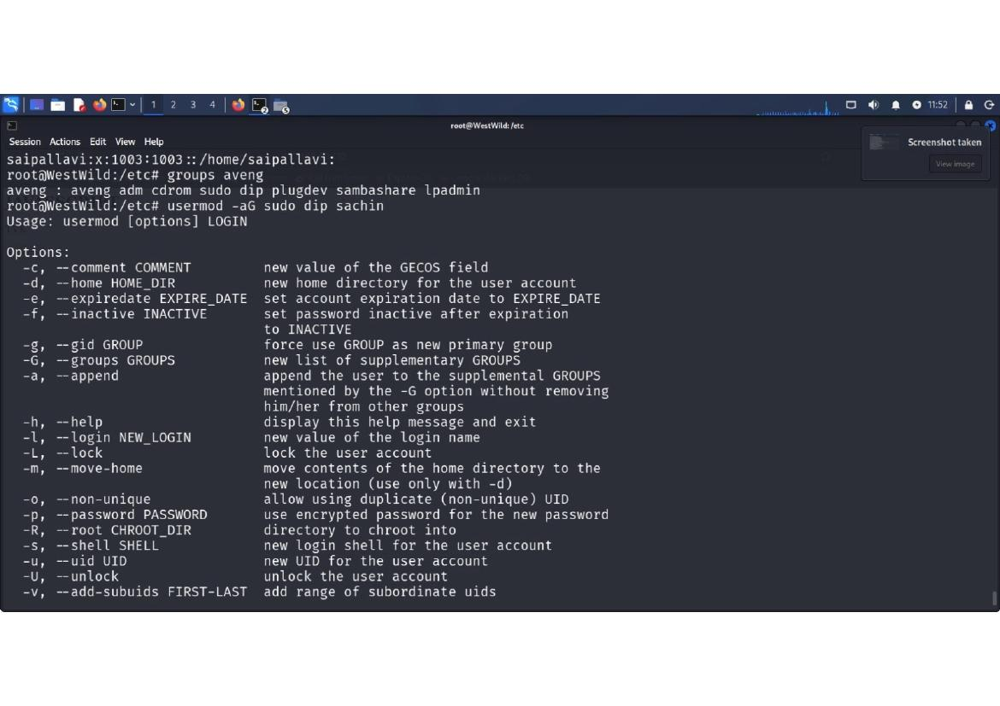 1 2 3 4
2
5
11:52
root@WestWild: /etc
Session Actions Edit View Help
Screenshot taken
View image
saipallavi:x:1003:1003::/home/saipallavi:
root@WestWild:/etc# groups aveng
aveng : aveng adm cdrom sudo dip plugdev sambashare lpadmin
root@WestWild:/etc# usermod -aG sudo dip sachin
Usage: usermod [options] LOGIN
Options:
-c, --comment COMMENT new value of the GECOS field
-d, --home HOME_DIR new home directory for the user account
-e, --expiredate EXPIRE_DATE set account expiration date to EXPIRE_DATE
-f, --inactive INACTIVE set password inactive after expiration
to INACTIVE
-g, --gid GROUP force use GROUP as new primary group
-G, --groups GROUPS new list of supplementary GROUPS
-a, --append append the user to the supplemental GROUPS
mentioned by the -G option without removing
him/her from other groups
-h, --help display this help message and exit
-l, --login NEW_LOGIN new value of the login name
-L, --lock lock the user account
-m, --move-home move contents of the home directory to the
new location (use only with -d)
-o, --non-unique allow using duplicate (non-unique) UID
-p, --password PASSWORD use encrypted password for the new password
-R, --root CHROOT_DIR directory to chroot into
-s, --shell SHELL new login shell for the user account
-u, --uid UID new UID for the user account
-U, --unlock unlock the user account
-v, --add-subuids FIRST-LAST add range of subordinate uids